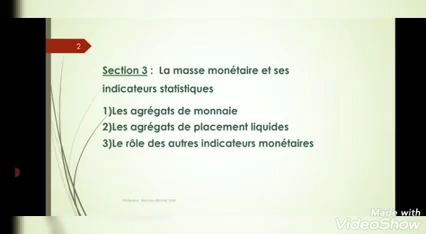 2
Section 3 : La masse monétaire et ses
indicateurs statistiques
1)Les agrégats de monnaie
2)Les agrégats de placement liquides
3)Le rôle des autres indicateurs monétaires
Made with
VideoShow